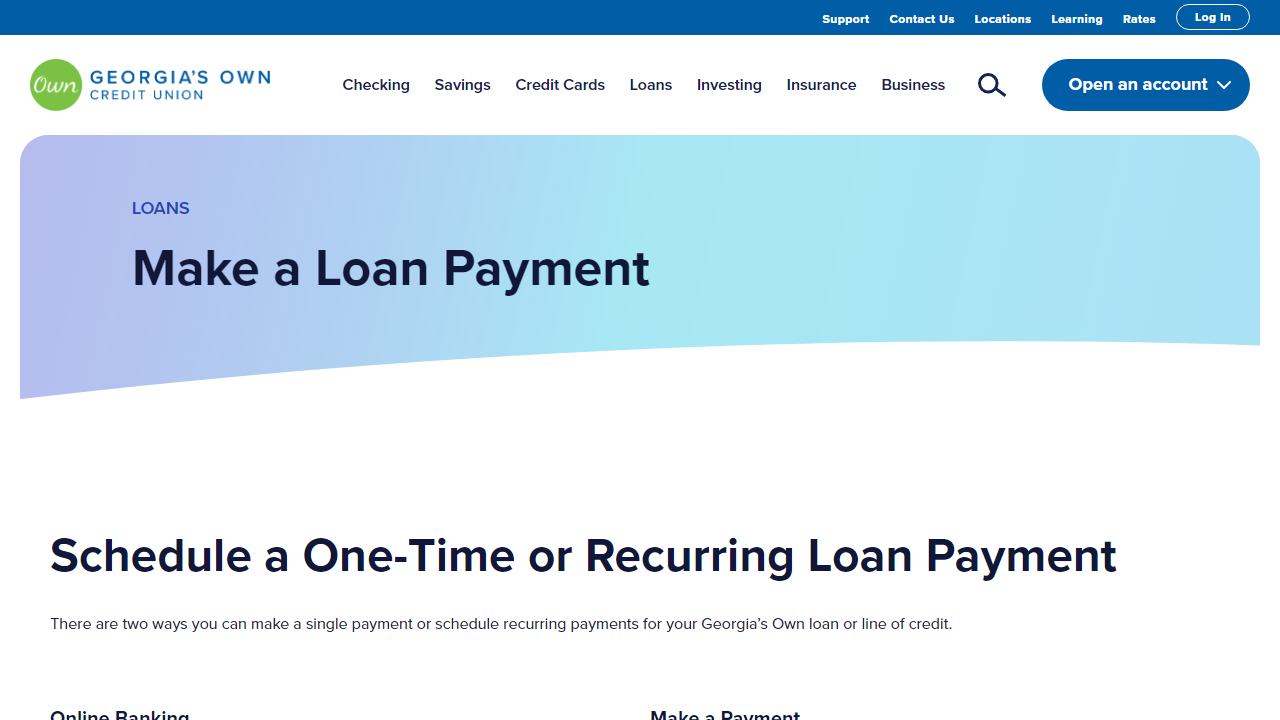 Support Contact Us Locations Learning Rates Log In
Own GEORGIA'S OWN
CREDIT UNION
Checking Savings Credit Cards Loans Investing Insurance Business Open an account
LOANS
Make a Loan Payment
Schedule a One-Time or Recurring Loan Payment
There are two ways you can make a single payment or schedule recurring payments for your Georgia’s Own loan or line of credit.
Online Banking Make a Payment